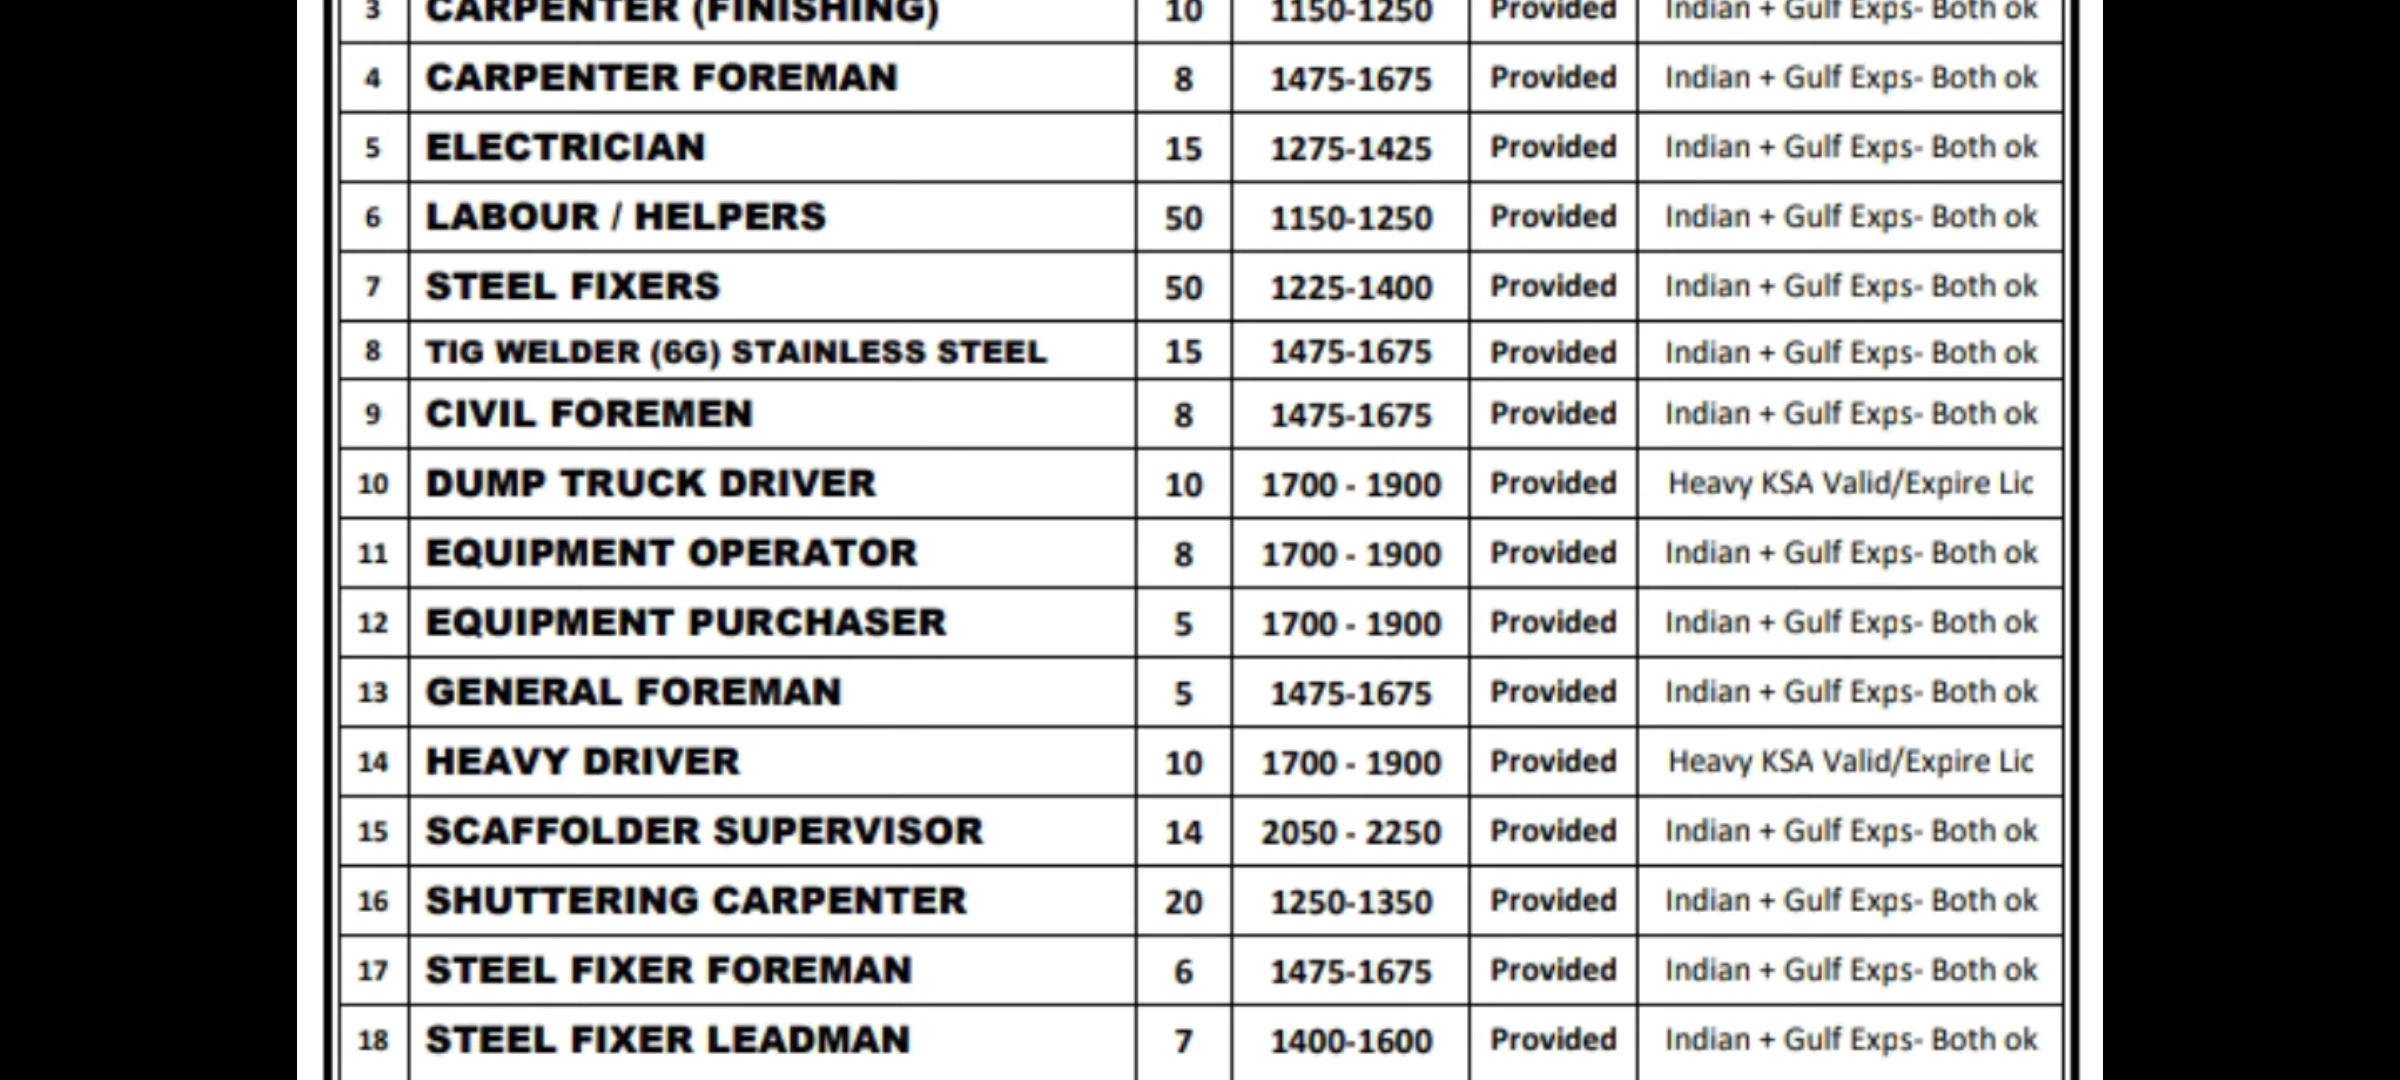 3 CARPENTER (FINISHING) 10 1150-1250 Provided Indian + Gulf Exps- Both ok
4 CARPENTER FOREMAN 8 1475-1675 Provided Indian + Gulf Exps- Both ok
5 ELECTRICIAN 15 1275-1425 Provided Indian + Gulf Exps- Both ok
6 LABOUR / HELPERS 50 1150-1250 Provided Indian + Gulf Exps- Both ok
7 STEEL FIXERS 50 1225-1400 Provided Indian + Gulf Exps- Both ok
8 TIG WELDER (6G) STAINLESS STEEL 15 1475-1675 Provided Indian + Gulf Exps- Both ok
9 CIVIL FOREMEN 8 1475-1675 Provided Indian + Gulf Exps- Both ok
10 DUMP TRUCK DRIVER 10 1700 - 1900 Provided Heavy KSA Valid/Expire Lic
11 EQUIPMENT OPERATOR 8 1700 - 1900 Provided Indian + Gulf Exps- Both ok
12 EQUIPMENT PURCHASER 5 1700 - 1900 Provided Indian + Gulf Exps- Both ok
13 GENERAL FOREMAN 5 1475-1675 Provided Indian + Gulf Exps- Both ok
14 HEAVY DRIVER 10 1700 - 1900 Provided Heavy KSA Valid/Expire Lic
15 SCAFFOLDER SUPERVISOR 14 2050 - 2250 Provided Indian + Gulf Exps- Both ok
16 SHUTTERING CARPENTER 20 1250-1350 Provided Indian + Gulf Exps- Both ok
17 STEEL FIXER FOREMAN 6 1475-1675 Provided Indian + Gulf Exps- Both ok
18 STEEL FIXER LEADMAN 7 1400-1600 Provided Indian + Gulf Exps- Both ok